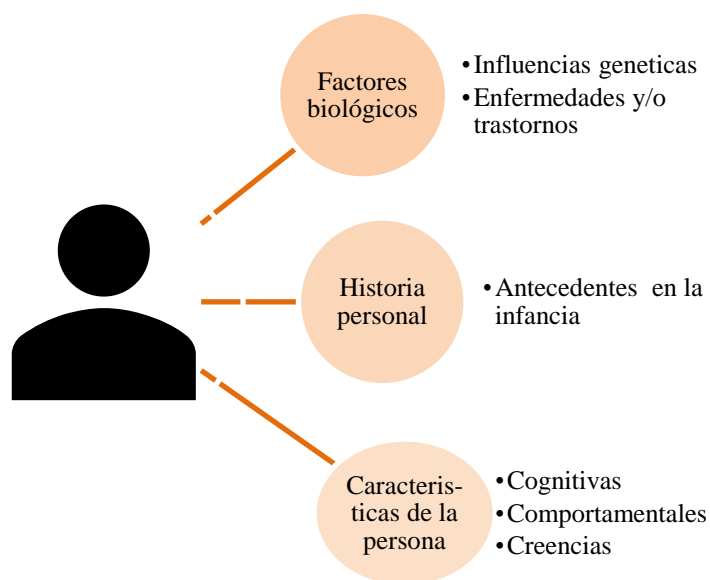 Factores
biológicos
•Influencias geneticas
•Enfermedades y/o
trastornos
Historia
personal
•Antecedentes en la
infancia
Caracteris-
ticas de la
persona
•Cognitivas
•Comportamentales
•Creencias